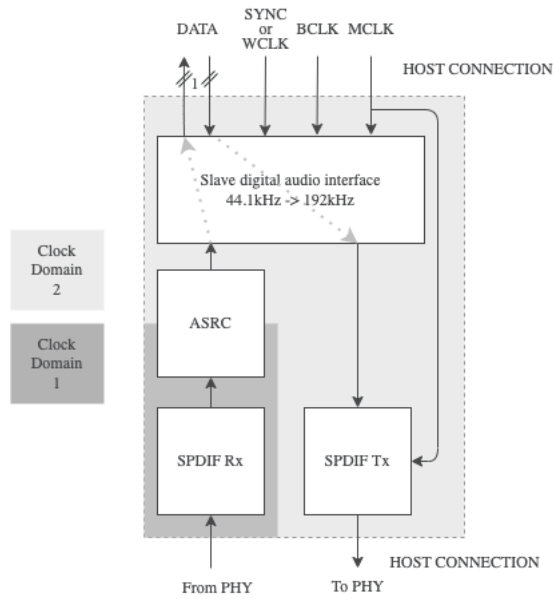 DATA
SYNC
or
WCLK
BCLK
MCLK
HOST CONNECTION
1
Slave digital audio interface
44.1kHz -> 192kHz
Clock
Domain
2
ASRC
Clock
Domain
1
SPDIF Rx
SPDIF Tx
HOST CONNECTION
From PHY
To PHY